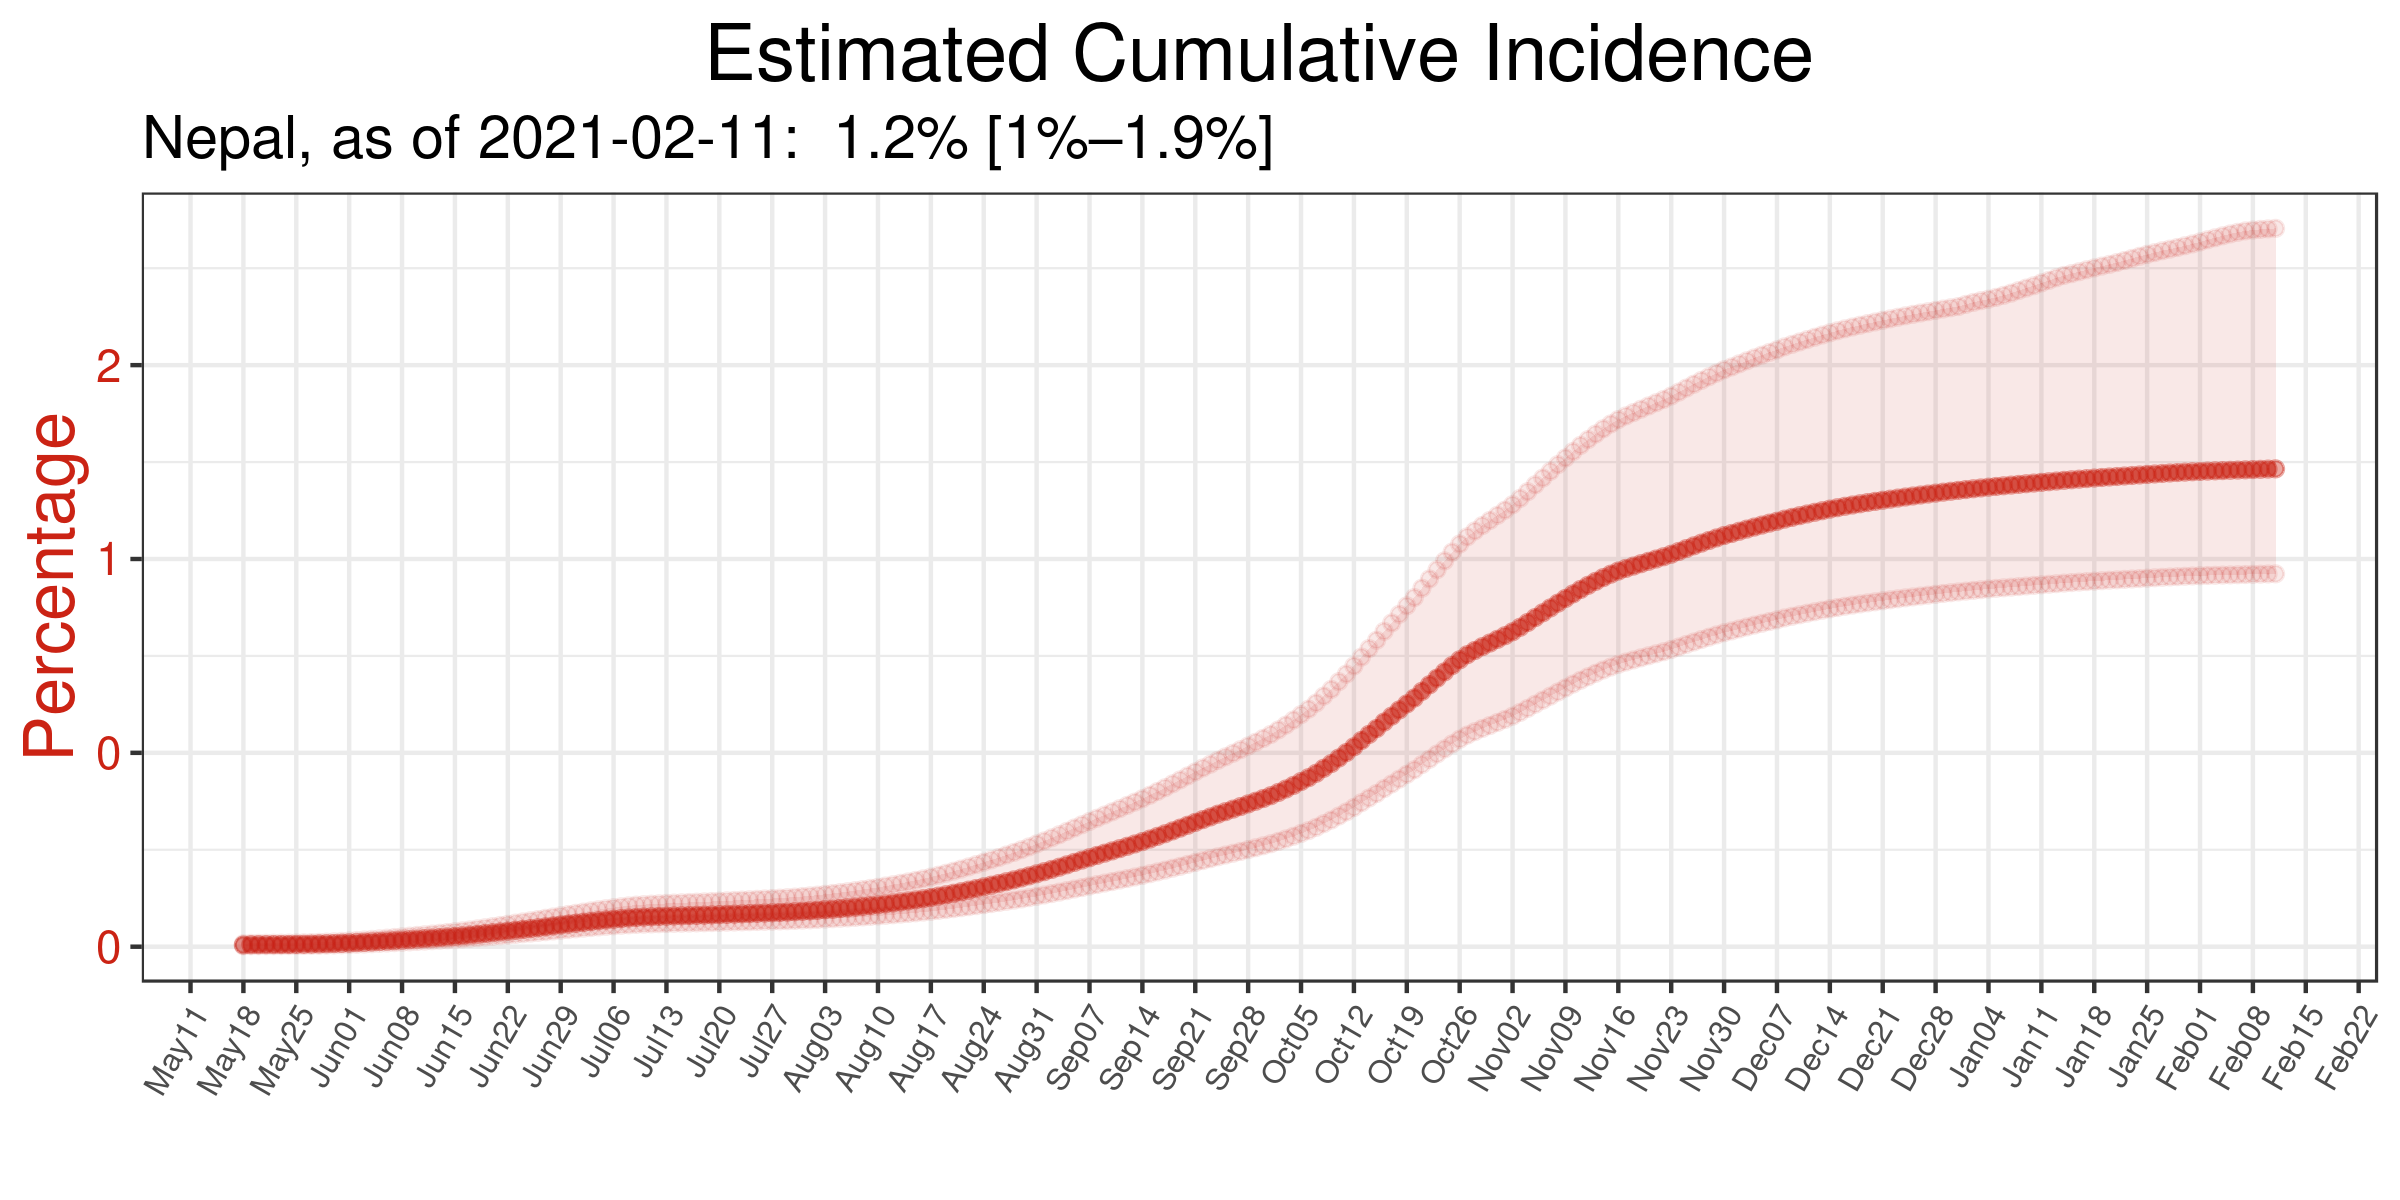 Estimated Cumulative Incidence
Nepal, as of 2021-02-11:  1.2% [1%–1.9%]
Percentage
2
1
0
0
May11
May18
May25
Jun01
Jun08
Jun15
Jun22
Jun29
Jul06
Jul13
Jul20
Jul27
Aug03
Aug10
Aug17
Aug24
Aug31
Sep07
Sep14
Sep21
Sep28
Oct05
Oct12
Oct19
Oct26
Nov02
Nov09
Nov16
Nov23
Nov30
Dec07
Dec14
Dec21
Dec28
Jan04
Jan11
Jan18
Jan25
Feb01
Feb08
Feb15
Feb22